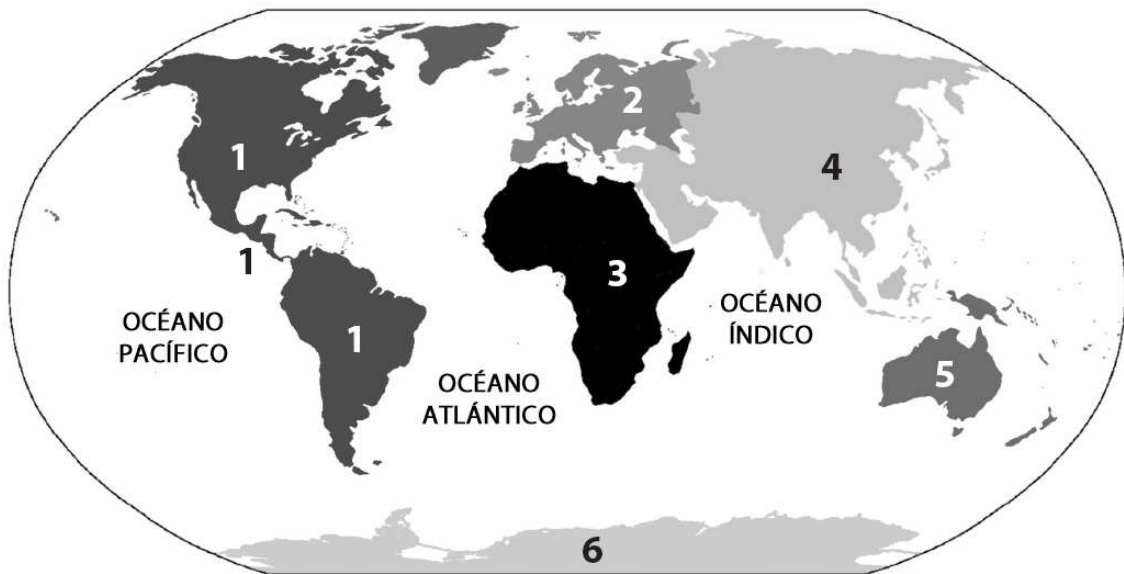 2
1
4
1
3
OCÉANO
PACÍFICO
1
OCÉANO
ATLÁNTICO
OCÉANO
ÍNDICO
5
6